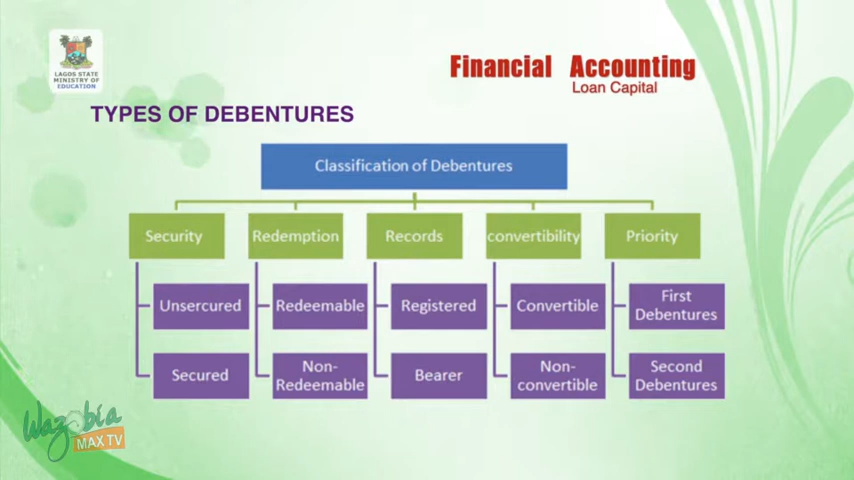 LAGOS STATE
MINISTRY OF
EDUCATION
Financial Accounting
Loan Capital
TYPES OF DEBENTURES
Classification of Debentures
Security
Redemption
Records
convertibility
Priority
Unsercured
Redeemable
Registered
Convertible
First
Debentures
Secured
Non-
Redeemable
Bearer
Non-
convertible
Second
Debentures
Wazobia
MAX TV